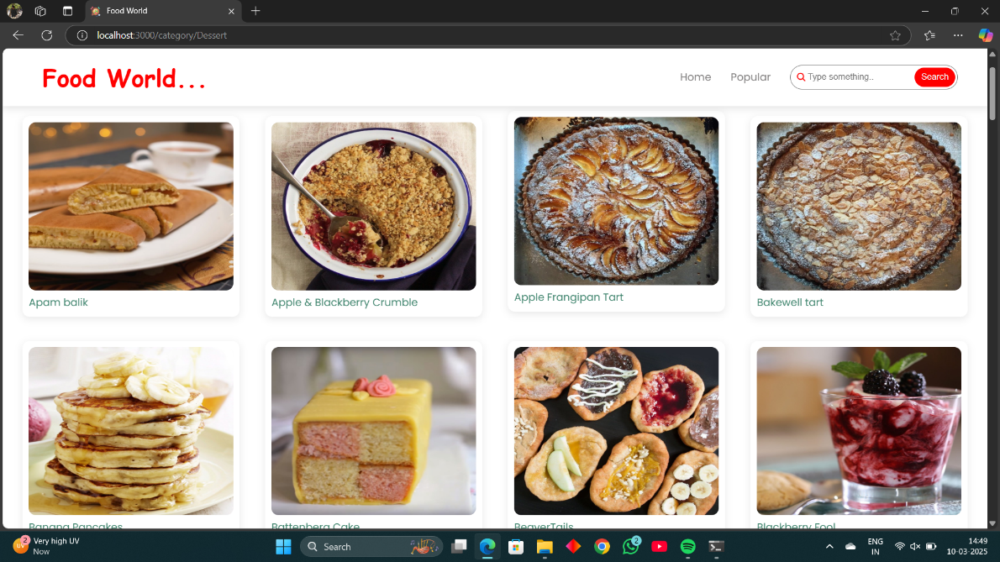 Food World
localhost:3000/category/Dessert
Food World...
Home
Popular
Type something..
Search
Apam balik
Apple & Blackberry Crumble
Apple Frangipan Tart
Bakewell tart
Banana Pancakes
Battenberg Cake
BeaverTails
Blackberry Fool
2
Very high UV
Now
Search
2
ENG
IN
14:49
10-03-2025